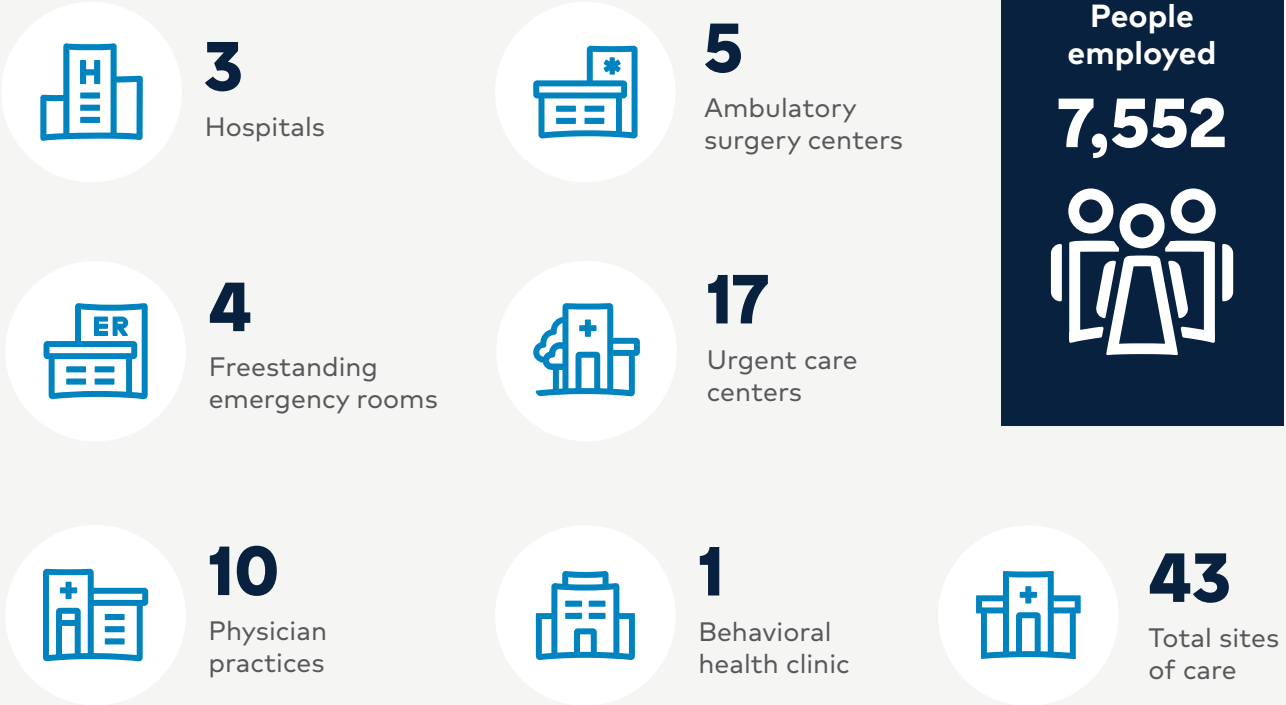 3
Hospitals
5
Ambulatory
surgery centers
People
employed
7,552
4
Freestanding
emergency rooms
17
Urgent care
centers
10
Physician
practices
1
Behavioral
health clinic
43
Total sites
of care
H
ER